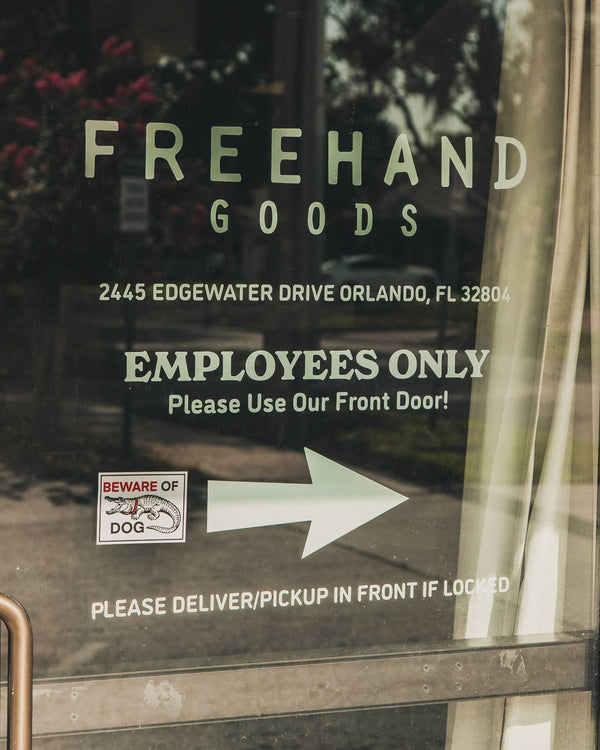 FREEHAND
GOODS
2445 EDGEWATER DRIVE ORLANDO, FL 32804
EMPLOYEES ONLY
Please Use Our Front Door!
BEWARE OF
DOG
PLEASE DELIVER/PICKUP IN FRONT IF LOCKED